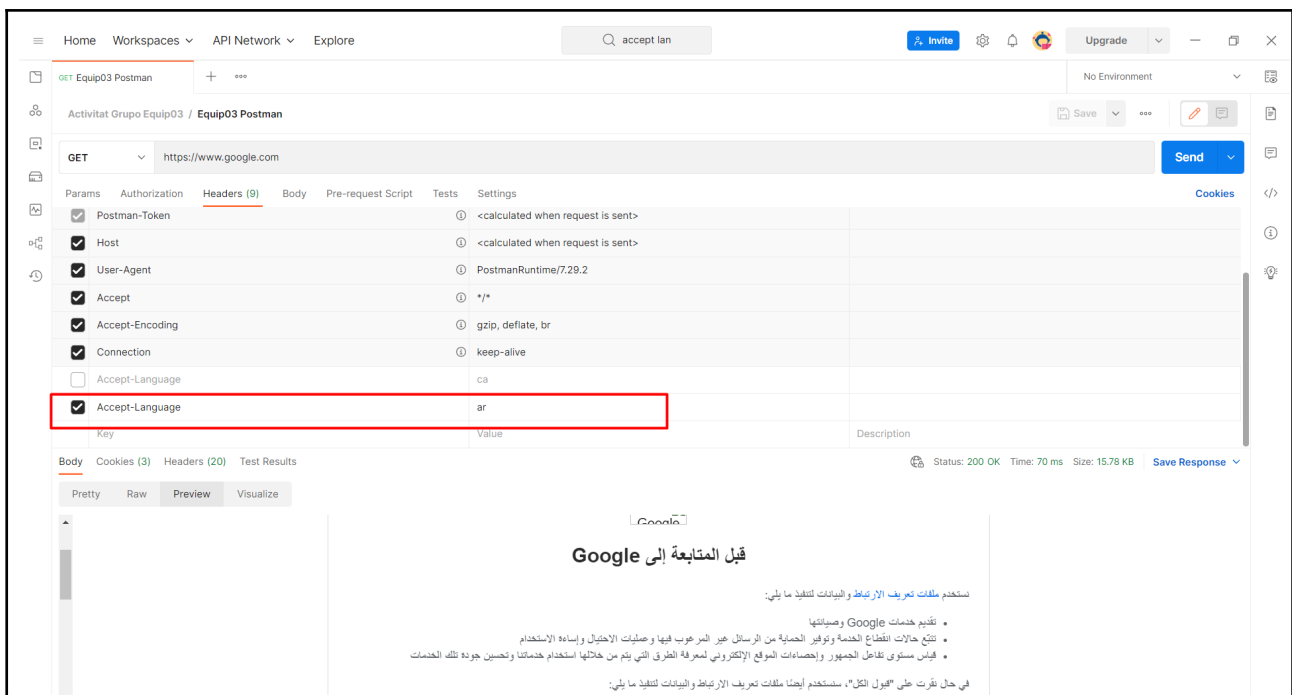 Home Workspaces API Network Explore accept lan Invite Upgrade
GET Equip03 Postman No Environment
Activitat Grupo Equip03 / Equip03 Postman Save
GET https://www.google.com Send
Params Authorization Headers (9) Body Pre-request Script Tests Settings Cookies
Postman-Token <calculated when request is sent>
Host <calculated when request is sent>
User-Agent PostmanRuntime/7.29.2
Accept */*
Accept-Encoding gzip, deflate, br
Connection keep-alive
Accept-Language ca
Accept-Language ar
Key Value Description
Body Cookies (3) Headers (20) Test Results Status: 200 OK Time: 70 ms Size: 15.78 KB Save Response
Pretty Raw Preview Visualize
Google
قبل المتابعة إلى Google
نستخدم ملفات تعريف الارتباط والبيانات لتنفيذ ما يلي:
• تقديم خدمات Google وصيانتها
• تتبّع حالات انقطاع الخدمة وتوفير الحماية من الرسائل غير المرغوب فيها وعمليات الاحتيال وإساءة الاستخدام
• قياس مستوى تفاعل الجمهور وإحصاءات الموقع الإلكتروني لمعرفة الطرق التي يتم من خلالها استخدام خدماتنا وتحسين جودة تلك الخدمات
في حال نقرت على "قبول الكل"، سنستخدم أيضًا ملفات تعريف الارتباط والبيانات لتنفيذ ما يلي: